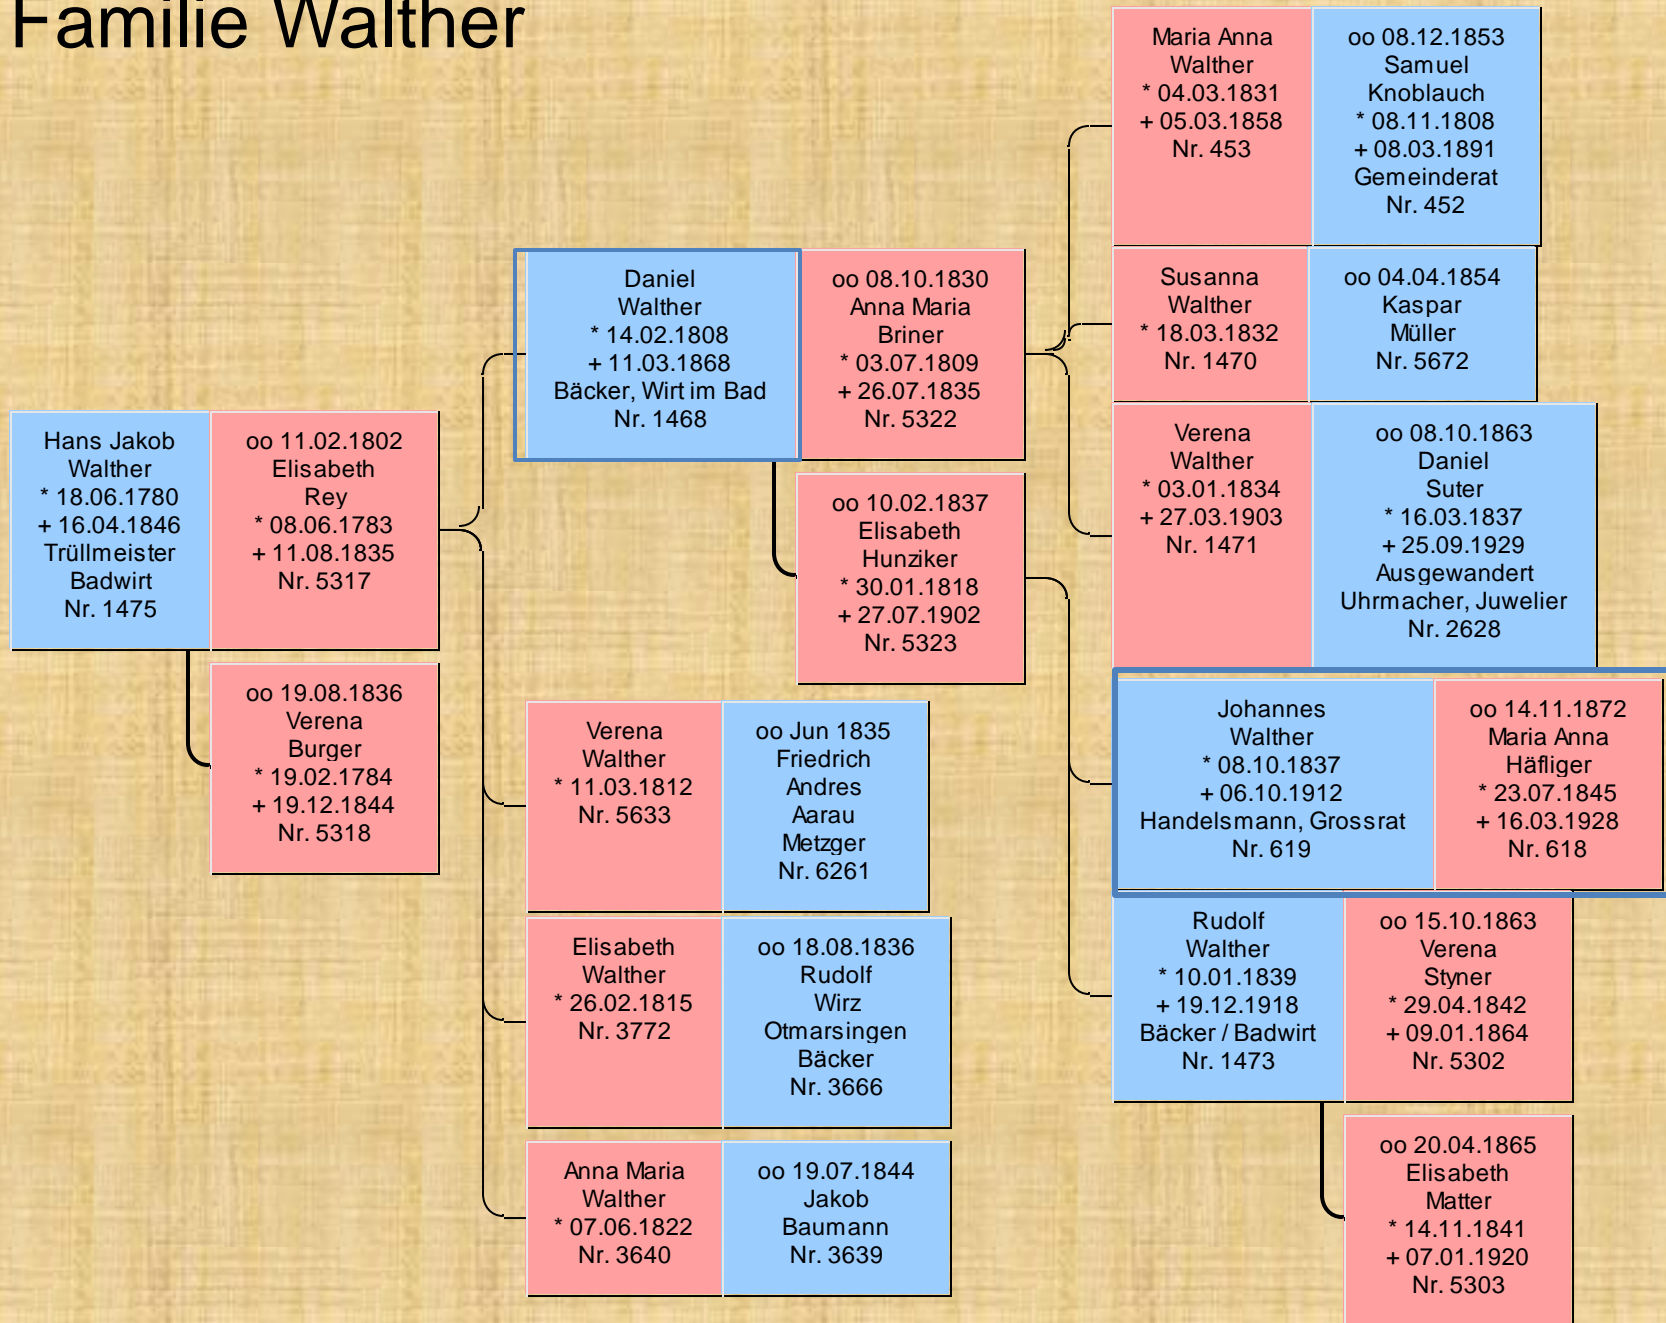 Familie Walther
Hans Jakob
Walther
* 18.06.1780
+ 16.04.1846
Trüllmeister
Badwirt
Nr. 1475
oo 11.02.1802
Elisabeth
Rey
* 08.06.1783
+ 11.08.1835
Nr. 5317
oo 19.08.1836
Verena
Burger
* 19.02.1784
+ 19.12.1844
Nr. 5318
Daniel
Walther
* 14.02.1808
+ 11.03.1868
Bäcker, Wirt im Bad
Nr. 1468
oo 08.10.1830
Anna Maria
Briner
* 03.07.1809
+ 26.07.1835
Nr. 5322
oo 10.02.1837
Elisabeth
Hunziker
* 30.01.1818
+ 27.07.1902
Nr. 5323
Verena
Walther
* 11.03.1812
Nr. 5633
oo Jun 1835
Friedrich
Andres
Aarau
Metzger
Nr. 6261
Elisabeth
Walther
* 26.02.1815
Nr. 3772
oo 18.08.1836
Rudolf
Wirz
Otmarsingen
Bäcker
Nr. 3666
Anna Maria
Walther
* 07.06.1822
Nr. 3640
oo 19.07.1844
Jakob
Baumann
Nr. 3639
Maria Anna
Walther
* 04.03.1831
+ 05.03.1858
Nr. 453
oo 08.12.1853
Samuel
Knoblauch
* 08.11.1808
+ 08.03.1891
Gemeinderat
Nr. 452
Susanna
Walther
* 18.03.1832
Nr. 1470
oo 04.04.1854
Kaspar
Müller
Nr. 5672
Verena
Walther
* 03.01.1834
+ 27.03.1903
Nr. 1471
oo 08.10.1863
Daniel
Suter
* 16.03.1837
+ 25.09.1929
Ausgewandert
Uhrmacher, Juwelier
Nr. 2628
Johannes
Walther
* 08.10.1837
+ 06.10.1912
Handelsmann, Grossrat
Nr. 619
oo 14.11.1872
Maria Anna
Häfliger
* 23.07.1845
+ 16.03.1928
Nr. 618
Rudolf
Walther
* 10.01.1839
+ 19.12.1918
Bäcker / Badwirt
Nr. 1473
oo 15.10.1863
Verena
Styner
* 29.04.1842
+ 09.01.1864
Nr. 5302
oo 20.04.1865
Elisabeth
Matter
* 14.11.1841
+ 07.01.1920
Nr. 5303